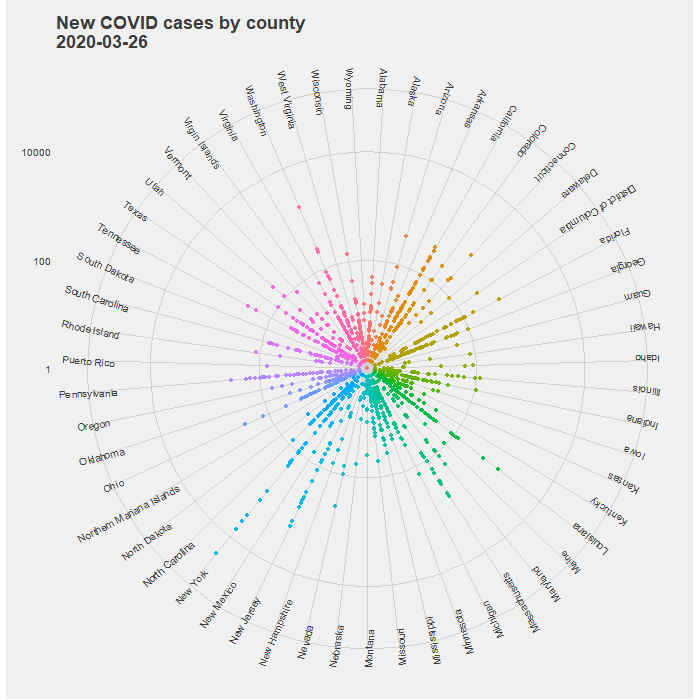 New COVID cases by county
2020-03-26
10000
100
1
Alabama
Alaska
Arizona
Arkansas
California
Colorado
Connecticut
Delaware
District of Columbia
Florida
Georgia
Guam
Hawaii
Idaho
Illinois
Indiana
Iowa
Kansas
Kentucky
Louisiana
Maine
Maryland
Massachusetts
Michigan
Minnesota
Mississippi
Missouri
Montana
Nebraska
Nevada
New Hampshire
New Jersey
New Mexico
New York
North Carolina
North Dakota
Northern Mariana Islands
Ohio
Oklahoma
Oregon
Pennsylvania
Puerto Rico
Rhode Island
South Carolina
South Dakota
Tennessee
Texas
Utah
Vermont
Virgin Islands
Virginia
Washington
West Virginia
Wisconsin
Wyoming